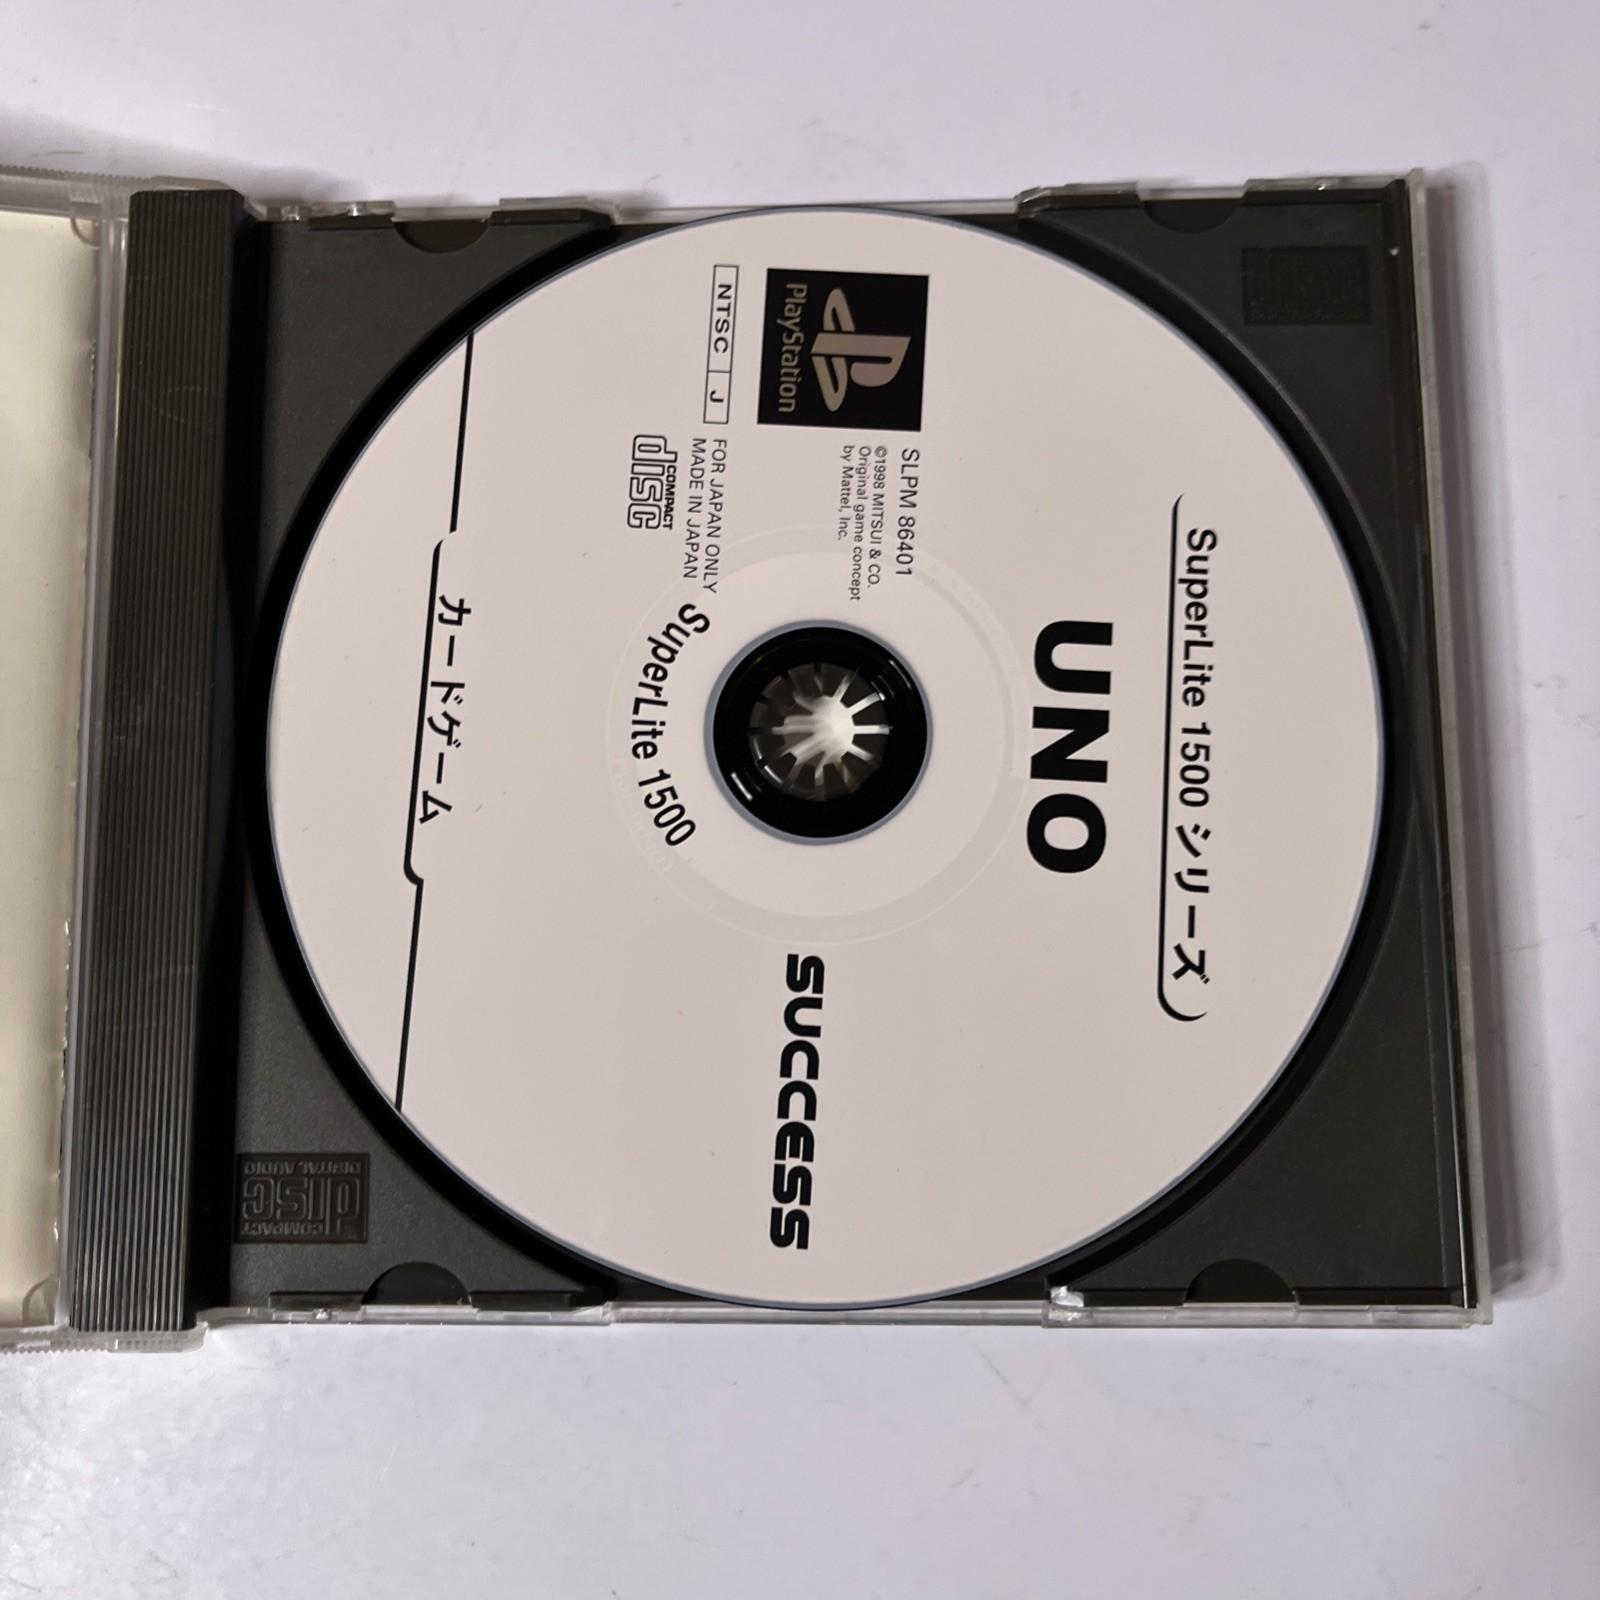 SuperLite 1500 シリーズ
UNO
PlayStation
SLPM 86401
©1998 MITSUI & CO.
Original game concept
by Mattel, Inc.
NTSC J
FOR JAPAN ONLY
MADE IN JAPAN
COMPACT
disc
SUCCESS
SuperLite 1500
カードゲーム
COMPACT
disc
DIGITAL AUDIO